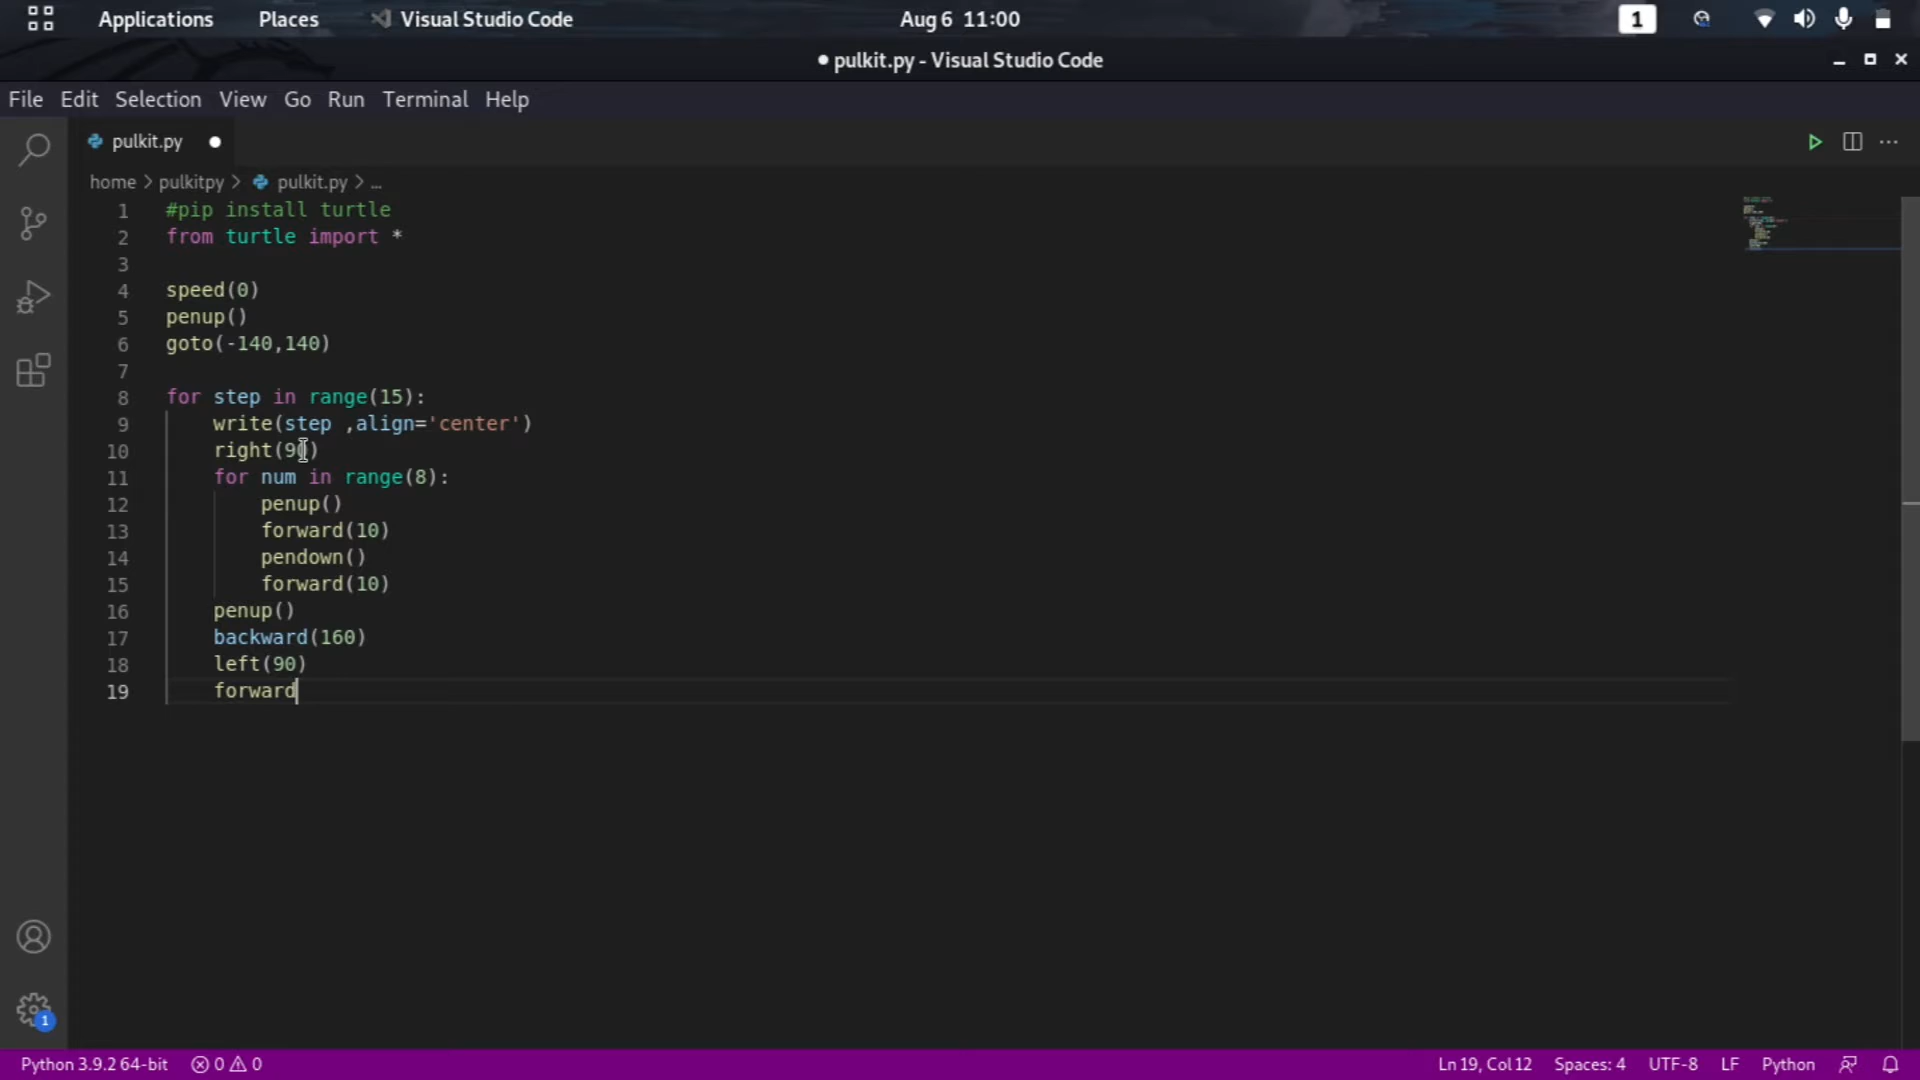 Applications Places Visual Studio Code Aug 6 11:00 1
● pulkit.py - Visual Studio Code
File Edit Selection View Go Run Terminal Help
pulkit.py
home > pulkitpy > pulkit.py > ...
1 #pip install turtle
2 from turtle import *
3
4 speed(0)
5 penup()
6 goto(-140,140)
7
8 for step in range(15):
9 write(step ,align='center')
10 right(90)
11 for num in range(8):
12 penup()
13 forward(10)
14 pendown()
15 forward(10)
16 penup()
17 backward(160)
18 left(90)
19 forward
1
Python 3.9.2 64-bit 0 0 Ln 19, Col 12 Spaces: 4 UTF-8 LF Python